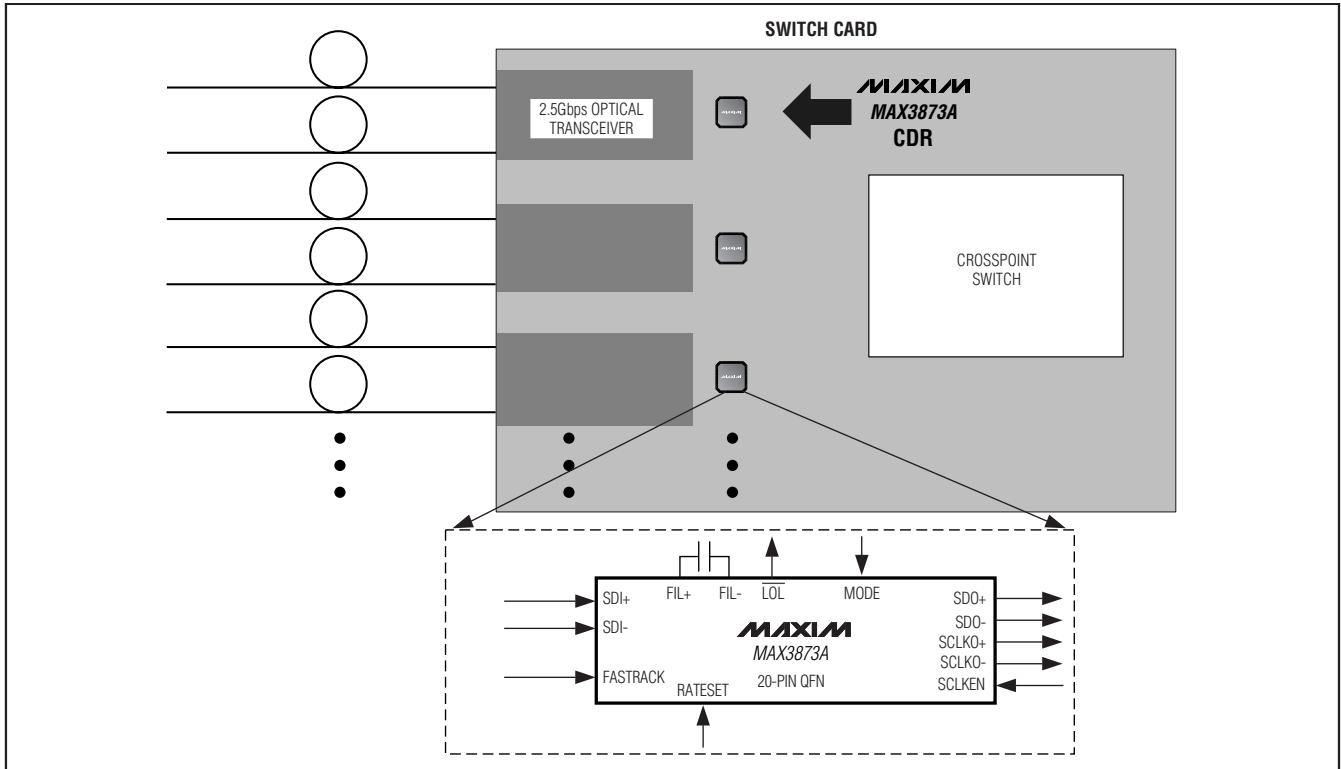 SWITCH CARD
2.5Gbps OPTICAL
TRANSCEIVER
MAXIM
MAX3873A
CDR
CROSSPOINT
SWITCH
SDI+
SDI-
FASTRACK
FIL+
FIL-
LOL
MODE
MAXIM
MAX3873A
20-PIN QFN
RATESET
SDO+
SDO-
SCLKO+
SCLKO-
SCLKEN